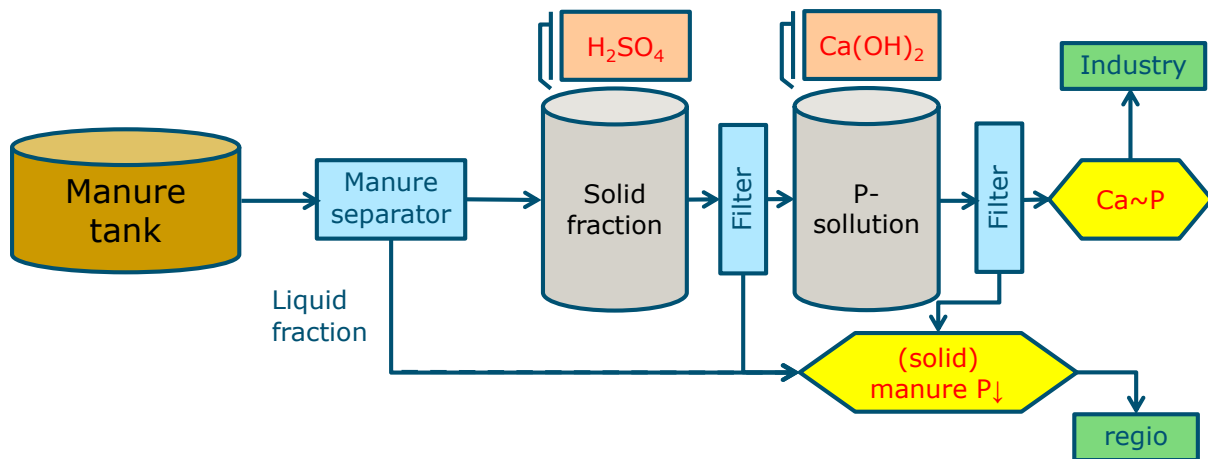 H₂SO₄
Ca(OH)₂
Industry
Manure
tank
Manure
separator
Solid
fraction
Filter
P-
sollution
Filter
Ca~P
Liquid
fraction
(solid)
manure P↓
regio